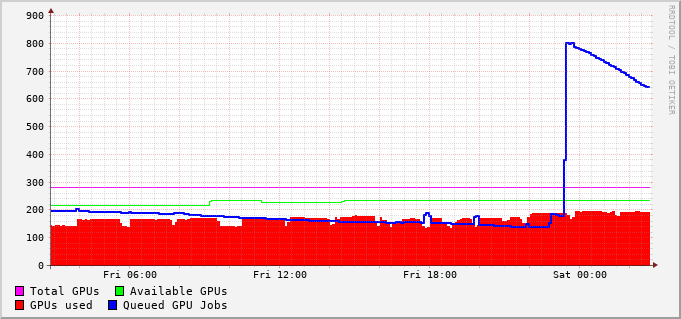 900
800
700
600
500
400
300
200
100
0
Fri 06:00 Fri 12:00 Fri 18:00 Sat 00:00
Total GPUs Available GPUs
GPUs used Queued GPU Jobs
RRDTOOL / TOBI OETIKER